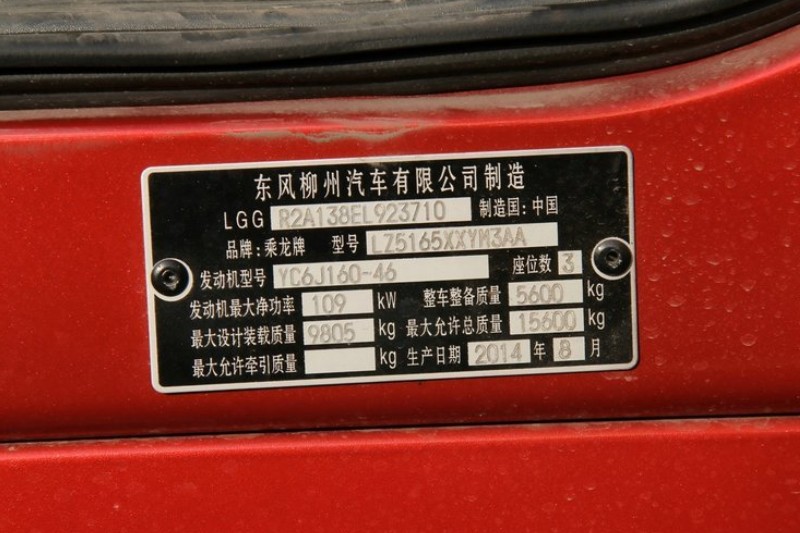 东风柳州汽车有限公司制造
LGG R2A138EL923710 制造国:中国
品牌:乘龙牌 型号 LZ5165XXYM3AA
发动机型号 YC6J160-46 座位数 3
发动机最大净功率 109 kW 整车整备质量 5600 kg
最大设计装载质量 9805 kg 最大允许总质量 15600 kg
最大允许牵引质量 kg 生产日期 2014 年 8 月